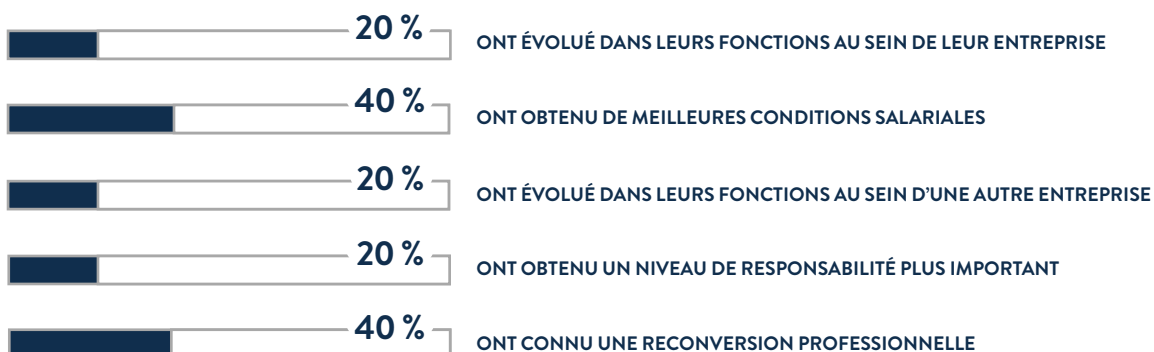 20 % ONT ÉVOLUÉ DANS LEURS FONCTIONS AU SEIN DE LEUR ENTREPRISE
40 % ONT OBTENU DE MEILLEURES CONDITIONS SALARIALES
20 % ONT ÉVOLUÉ DANS LEURS FONCTIONS AU SEIN D’UNE AUTRE ENTREPRISE
20 % ONT OBTENU UN NIVEAU DE RESPONSABILITÉ PLUS IMPORTANT
40 % ONT CONNU UNE RECONVERSION PROFESSIONNELLE